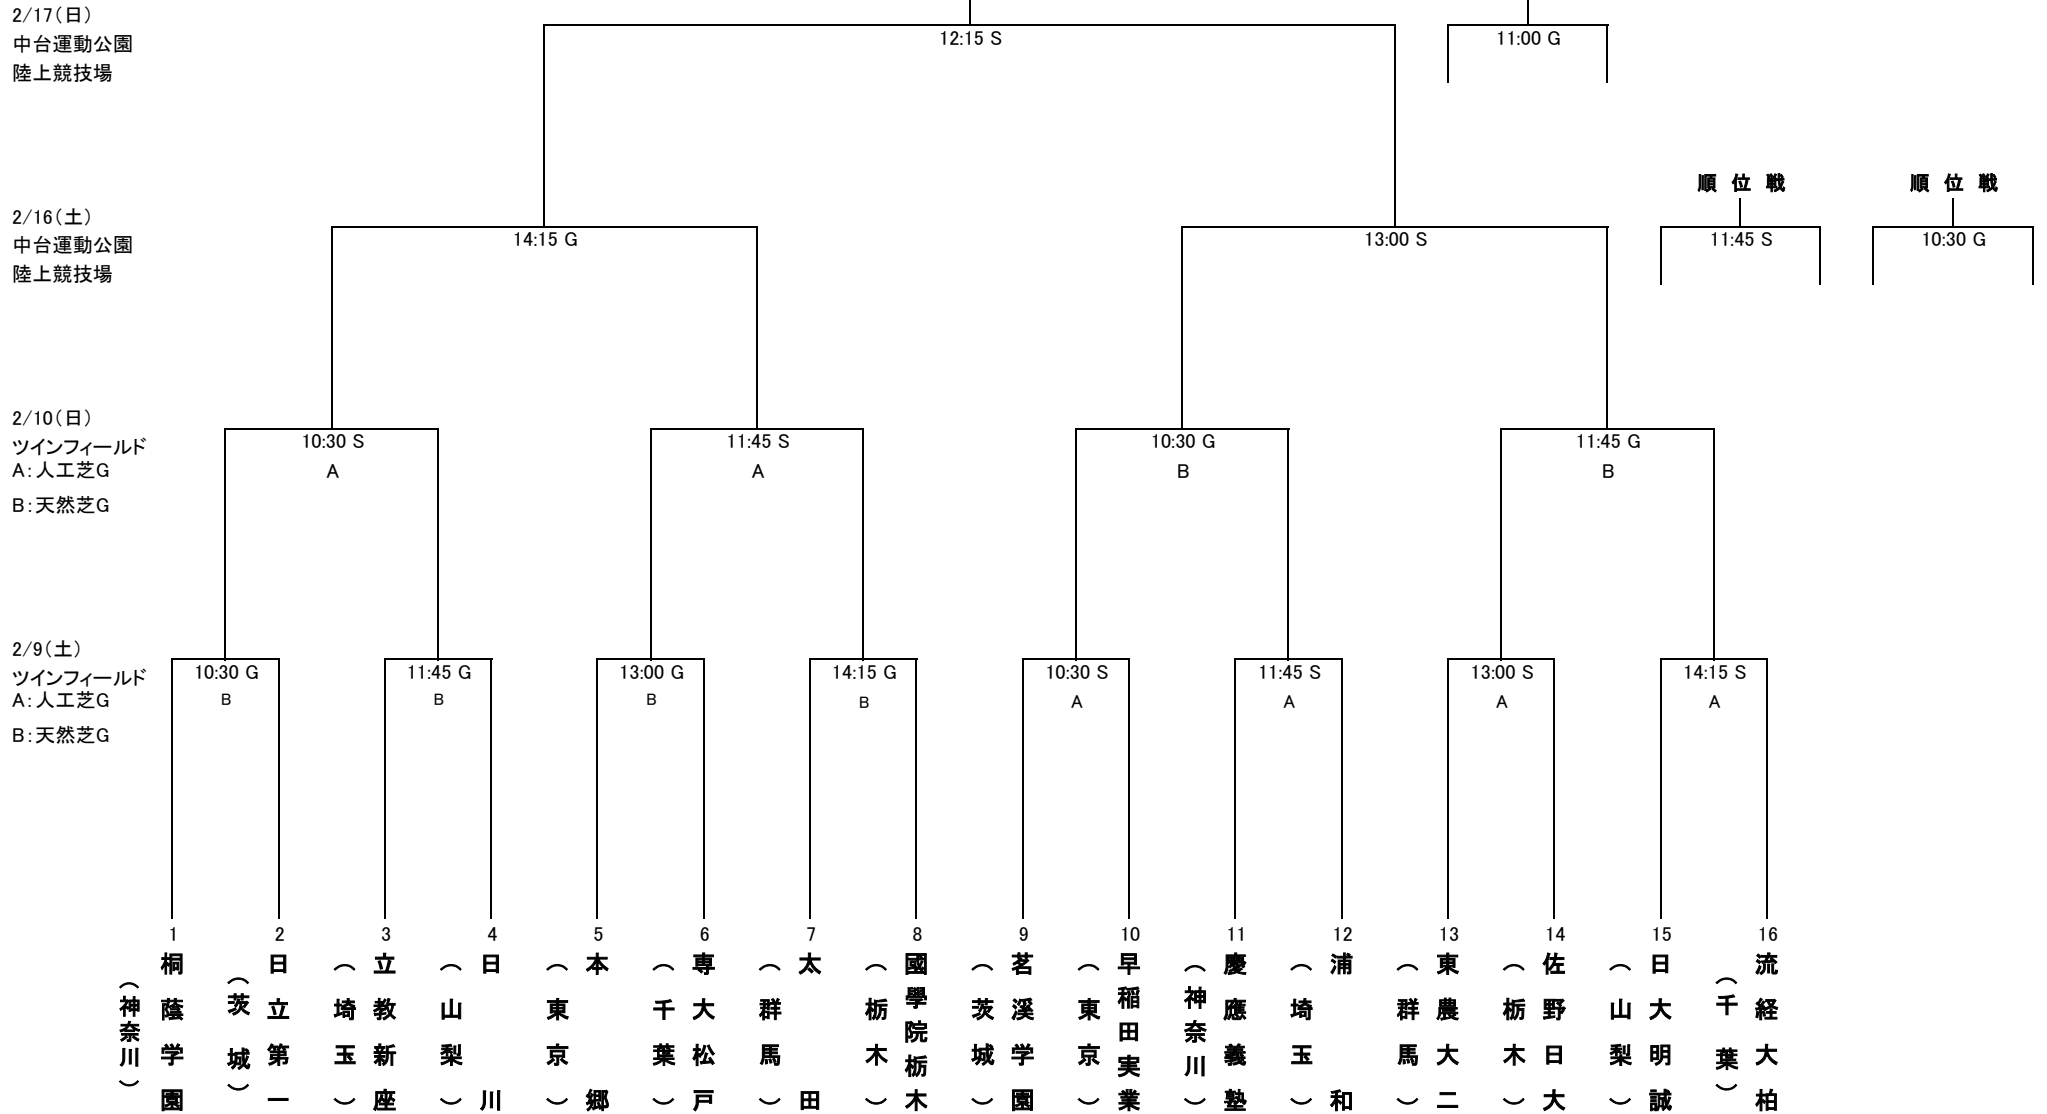 2/17(日)
中台運動公園
陸上競技場
12:15 S
11:00 G
順 位 戦
順 位 戦
2/16(土)
中台運動公園
陸上競技場
14:15 G
13:00 S
11:45 S
10:30 G
2/10(日)
ツインフィールド
A:人工芝G
B:天然芝G
10:30 S
A
11:45 S
A
10:30 G
B
11:45 G
B
2/9(土)
ツインフィールド
A:人工芝G
B:天然芝G
10:30 G
B
11:45 G
B
13:00 G
B
14:15 G
B
10:30 S
A
11:45 S
A
13:00 S
A
14:15 S
A
1
桐蔭学園
(神奈川)
2
日立第一
(茨城)
3
立教新座
(埼玉)
4
日川
(山梨)
5
本郷
(東京)
6
専大松戸
(千葉)
7
太田
(群馬)
8
國學院栃木
(栃木)
9
茗溪学園
(茨城)
10
早稲田実業
(東京)
11
慶應義塾
(神奈川)
12
浦和
(埼玉)
13
東農大二
(群馬)
14
佐野日大
(栃木)
15
日大明誠
(山梨)
16
流経大柏
(千葉)